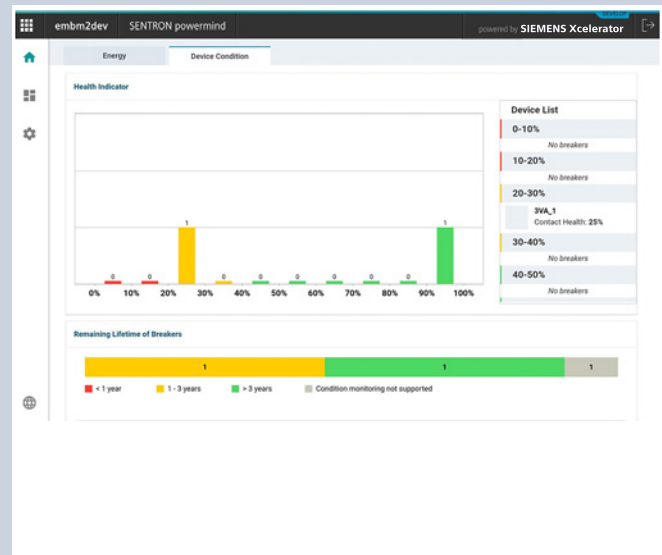 embm2dev SENTRON powermind
powered by SIEMENS Xcelerator
Energy Device Condition
Health Indicator
Device List
0-10%
No breakers
10-20%
No breakers
20-30%
3VA_1
Contact Health: 25%
30-40%
No breakers
40-50%
No breakers
0 0 1 0 0 0 0 0 0 1
0% 10% 20% 30% 40% 50% 60% 70% 80% 90% 100%
Remaining Lifetime of Breakers
1 1 1
< 1 year 1 - 3 years > 3 years Condition monitoring not supported